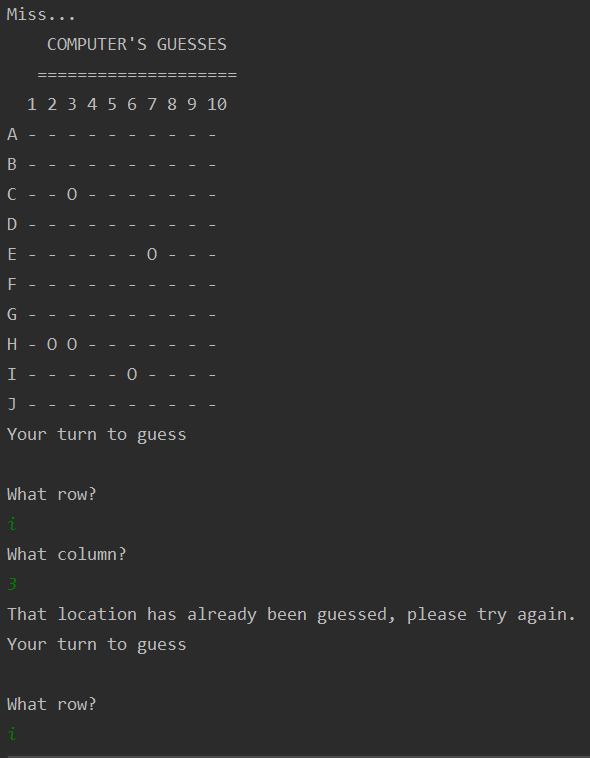 Miss...
COMPUTER'S GUESSES
====================
1 2 3 4 5 6 7 8 9 10
A - - - - - - - - - -
B - - - - - - - - - -
C - - O - - - - - - -
D - - - - - - - - - -
E - - - - - - O - - -
F - - - - - - - - - -
G - - - - - - - - - -
H - O O - - - - - - -
I - - - - - O - - - -
J - - - - - - - - - -
Your turn to guess
What row?
i
What column?
3
That location has already been guessed, please try again.
Your turn to guess
What row?
i